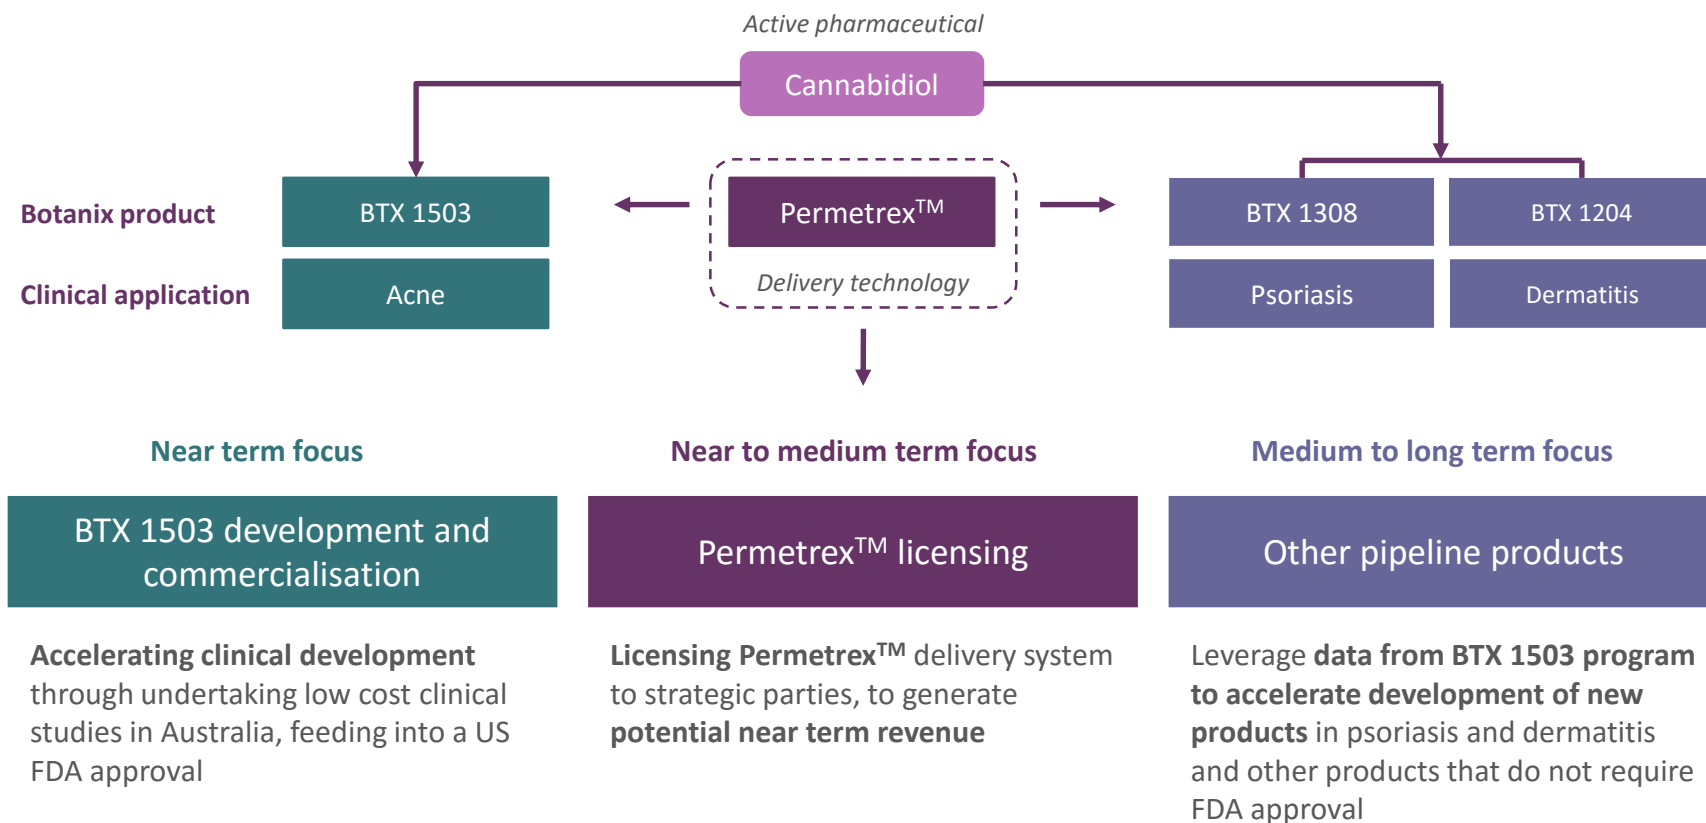 Active pharmaceutical
Cannabidiol
Botanix product
BTX 1503
Permetrex™
BTX 1308
BTX 1204
Clinical application
Acne
Delivery technology
Psoriasis
Dermatitis
Near term focus
BTX 1503 development and
commercialisation
Accelerating clinical development
through undertaking low cost clinical
studies in Australia, feeding into a US
FDA approval
Near to medium term focus
Permetrex™ licensing
Licensing Permetrex™ delivery system
to strategic parties, to generate
potential near term revenue
Medium to long term focus
Other pipeline products
Leverage data from BTX 1503 program
to accelerate development of new
products in psoriasis and dermatitis
and other products that do not require
FDA approval